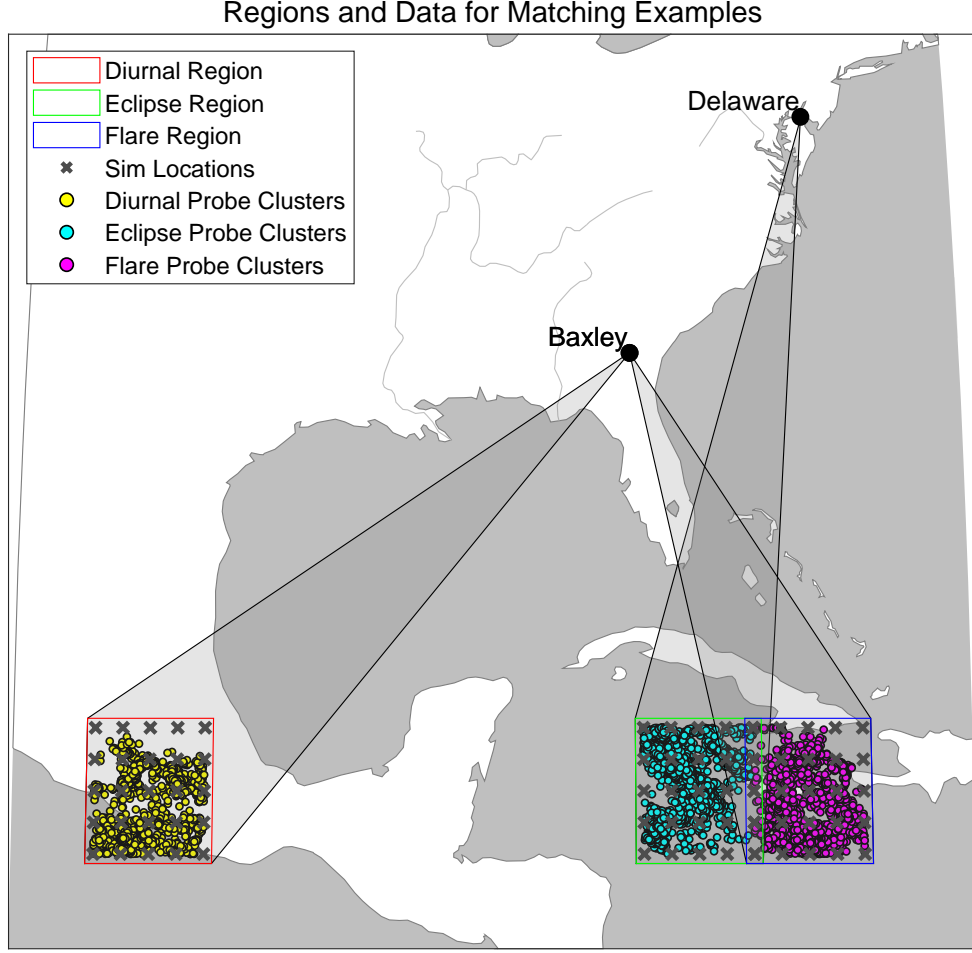 Regions and Data for Matching Examples
Diurnal Region
Eclipse Region
Flare Region
Sim Locations
Diurnal Probe Clusters
Eclipse Probe Clusters
Flare Probe Clusters
Delaware
Baxley